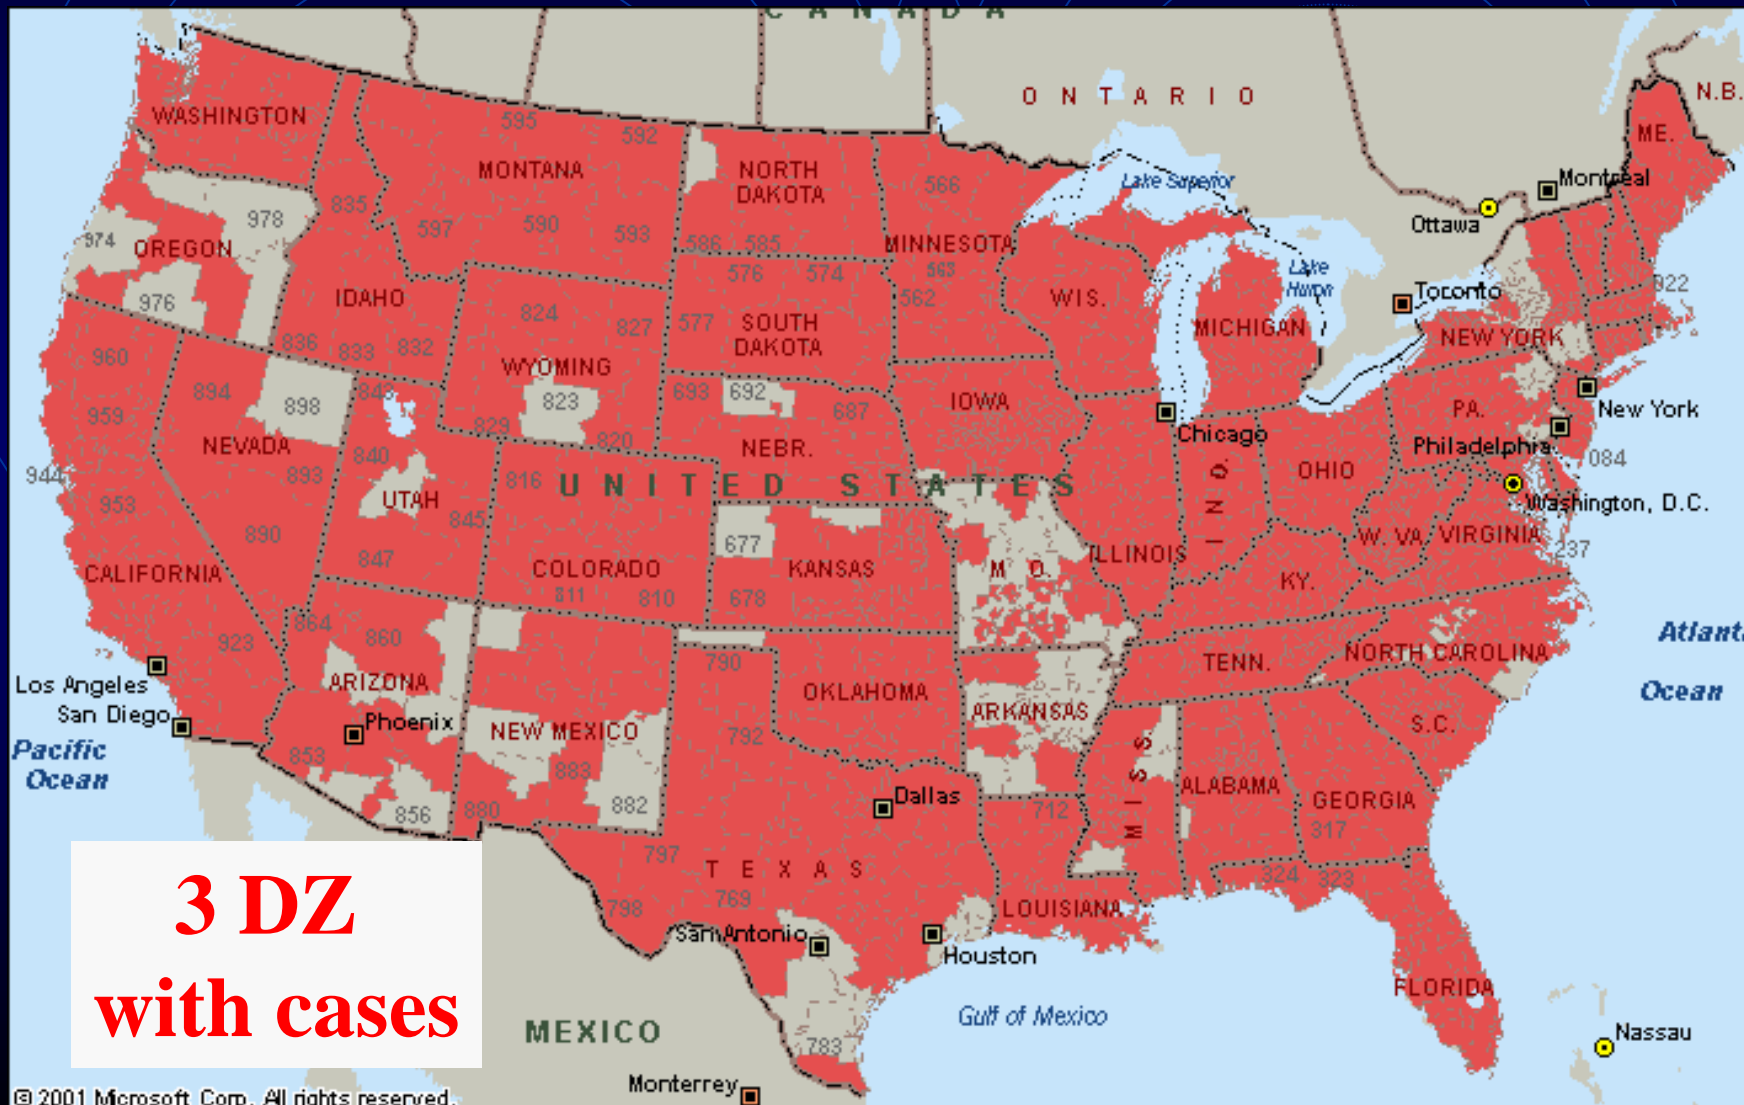 CANADA
ONTARIO
N.B.
WASHINGTON
595
592
MONTANA
NORTH
DAKOTA
566
ME.
Lake Superior
Montreal
Ottawa
835
978
974
OREGON
597
590
593
586
585
MINNESOTA
563
576
574
562
Lake
Huron
922
Toronto
976
IDAHO
824
827
577
SOUTH
DAKOTA
WIS.
MICHIGAN
NEW YORK
960
836
833
832
WYOMING
894
898
843
823
693
692
687
IOWA
PA.
New York
959
NEVADA
829
820
NEBR.
Chicago
Philadelphia
084
944
893
840
UTAH
816
UNITED STATES
IND.
OHIO
Washington, D.C.
953
890
845
847
677
ILLINOIS
W. VA.
VIRGINIA
237
CALIFORNIA
COLORADO
KANSAS
MO.
KY.
811
810
678
923
864
860
790
TENN.
NORTH CAROLINA
Atlant
Ocean
Los Angeles
San Diego
ARIZONA
OKLAHOMA
Phoenix
NEW MEXICO
792
ARKANSAS
S.C.
Pacific
Ocean
853
883
MISS
ALABAMA
GEORGIA
856
880
882
Dallas
712
317
797
TEXAS
324
323
798
769
LOUISIANA
San Antonio
Houston
FLORIDA
3 DZ
with cases
MEXICO
Gulf of Mexico
783
Nassau
Monterrey
© 2001 Microsoft Corp. All rights reserved.